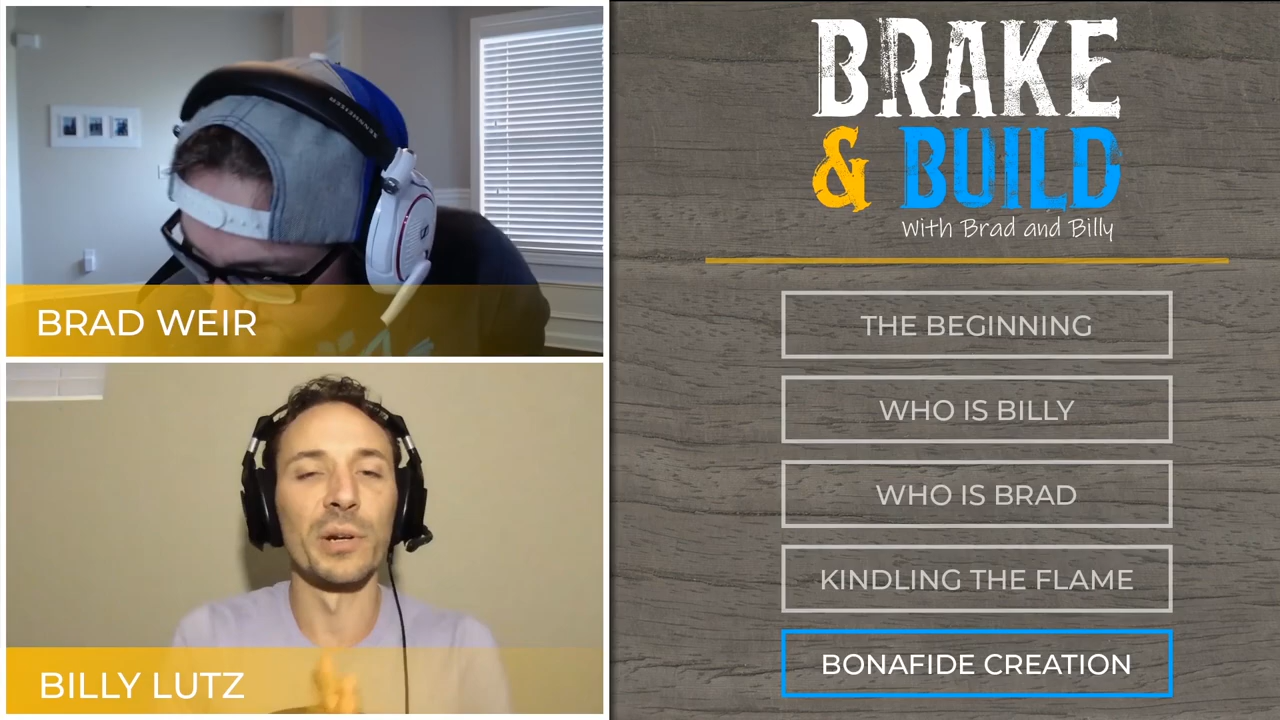 SENNHEISER
BRAD WEIR
BILLY LUTZ
BRAKE
& BUILD
With Brad and Billy
THE BEGINNING
WHO IS BILLY
WHO IS BRAD
KINDLING THE FLAME
BONAFIDE CREATION